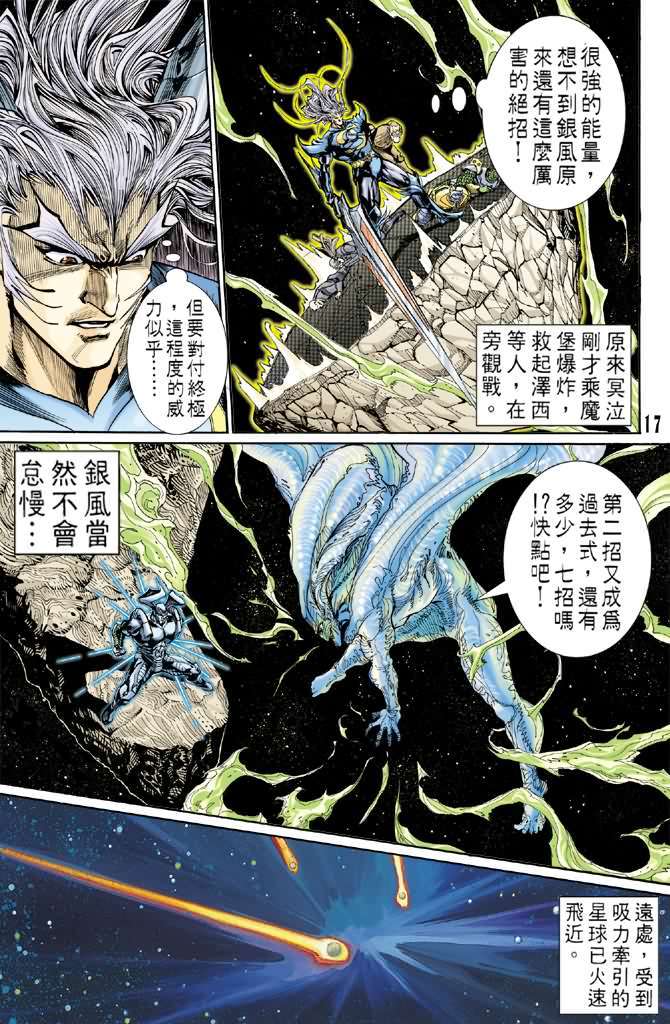 很強的能量，
想不到銀風原
來還有這麼厲
害的絕招！
原來冥泣
剛才乘魔
堡爆炸，
救起澤西
等人，在
旁觀戰。
但要對付終極
，這程度的威
力似乎……
17
第二招又成為
過去式，還有
多少，七招嗎
!?快點吧！
銀風當
然不會
怠慢…
遠處，受到
吸力牽引的
星球已火速
飛近。